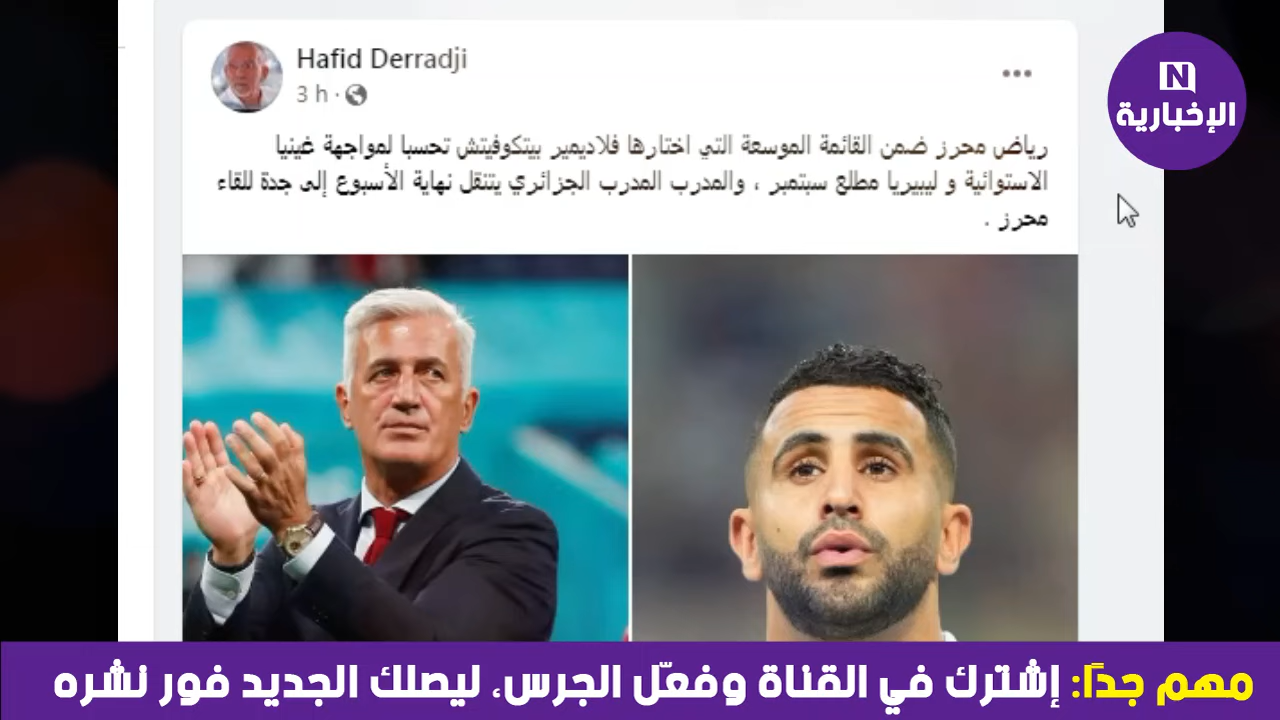 Hafid Derradji
3 h ·
رياض محرز ضمن القائمة الموسعة التي اختارها فلاديمير بيتكوفيتش تحسبا لمواجهة غينيا
الاستوائية و ليبيريا مطلع سبتمبر ، والمدرب المدرب الجزائري يتنقل نهاية الأسبوع إلى جدة للقاء
محرز .
N
الإخبارية
مهم جدًا: إشترك في القناة وفعّل الجرس، ليصلك الجديد فور نشره